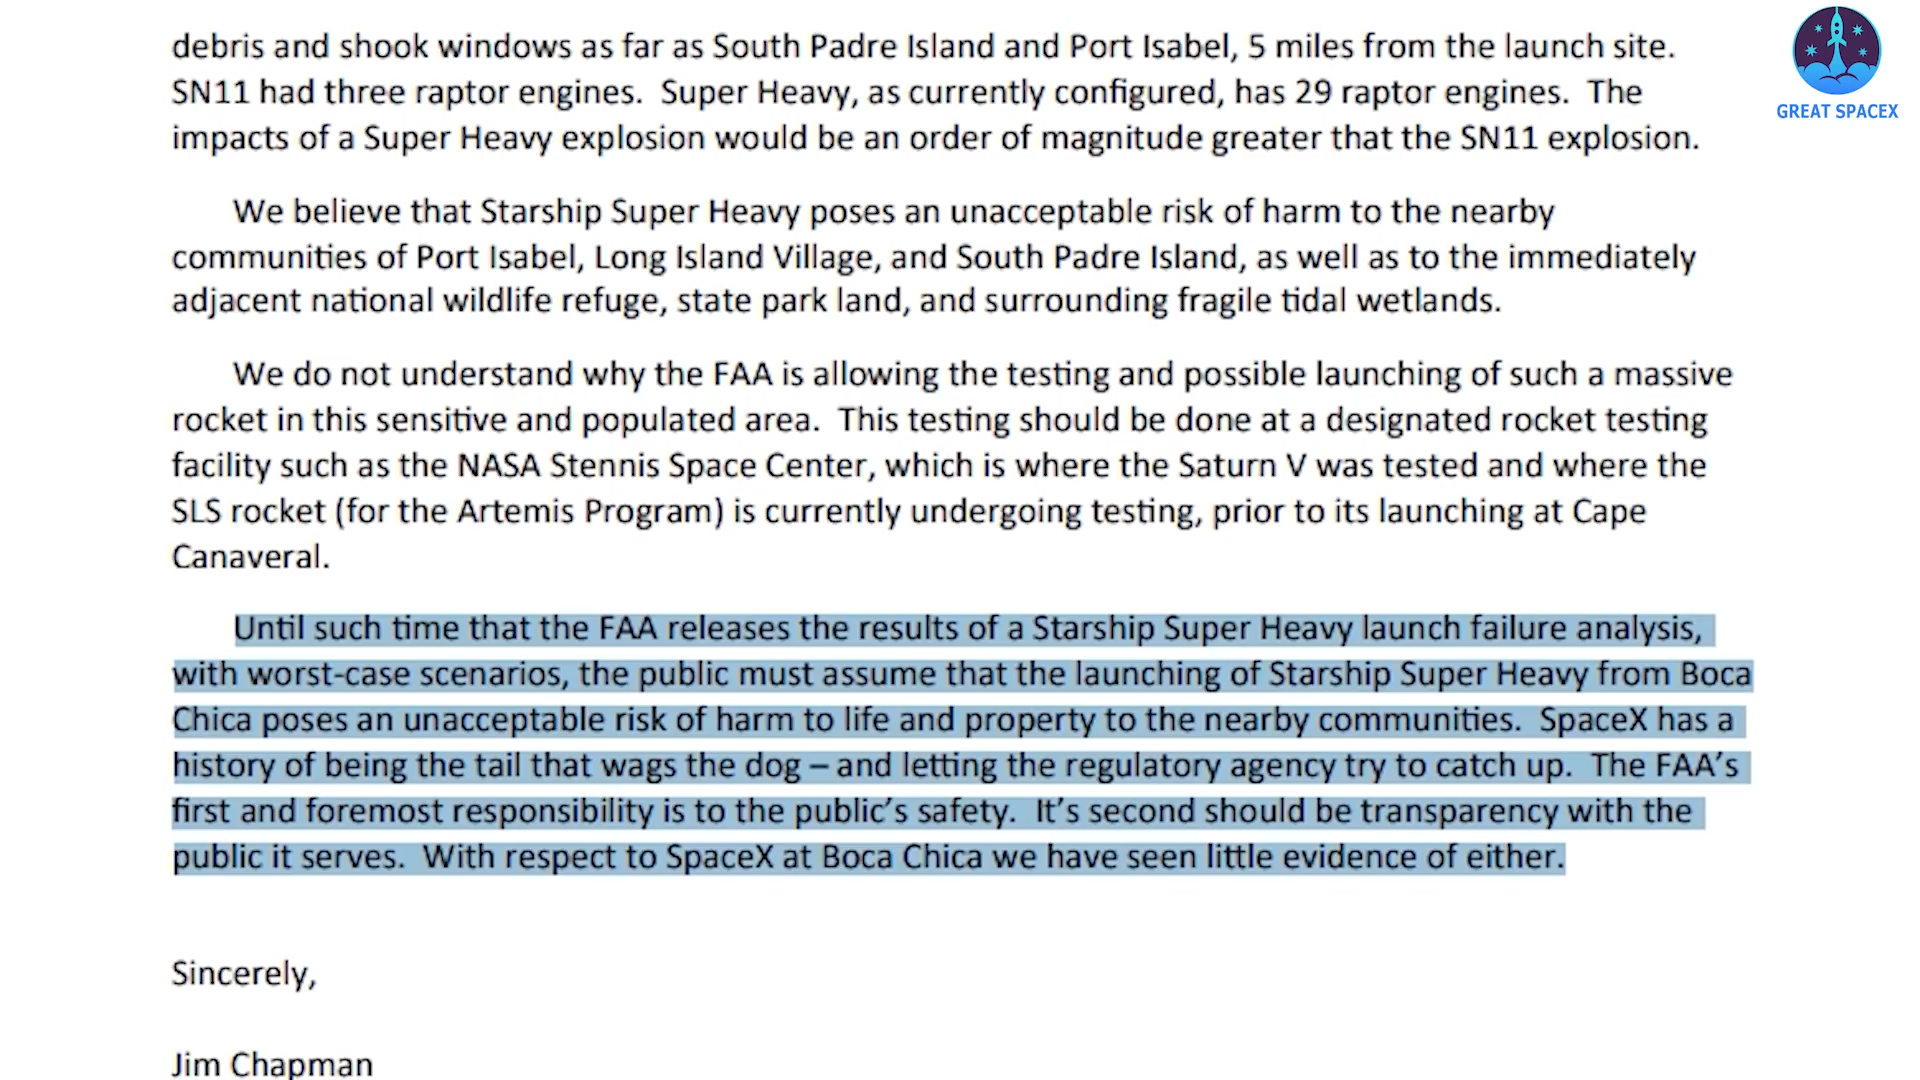 debris and shook windows as far as South Padre Island and Port Isabel, 5 miles from the launch site.
SN11 had three raptor engines.  Super Heavy, as currently configured, has 29 raptor engines.  The
impacts of a Super Heavy explosion would be an order of magnitude greater that the SN11 explosion.
We believe that Starship Super Heavy poses an unacceptable risk of harm to the nearby
communities of Port Isabel, Long Island Village, and South Padre Island, as well as to the immediately
adjacent national wildlife refuge, state park land, and surrounding fragile tidal wetlands.
We do not understand why the FAA is allowing the testing and possible launching of such a massive
rocket in this sensitive and populated area.  This testing should be done at a designated rocket testing
facility such as the NASA Stennis Space Center, which is where the Saturn V was tested and where the
SLS rocket (for the Artemis Program) is currently undergoing testing, prior to its launching at Cape
Canaveral.
Until such time that the FAA releases the results of a Starship Super Heavy launch failure analysis,
with worst-case scenarios, the public must assume that the launching of Starship Super Heavy from Boca
Chica poses an unacceptable risk of harm to life and property to the nearby communities.  SpaceX has a
history of being the tail that wags the dog – and letting the regulatory agency try to catch up.  The FAA’s
first and foremost responsibility is to the public’s safety.  It’s second should be transparency with the
public it serves.  With respect to SpaceX at Boca Chica we have seen little evidence of either.
Sincerely,
Jim Chapman
GREAT SPACEX